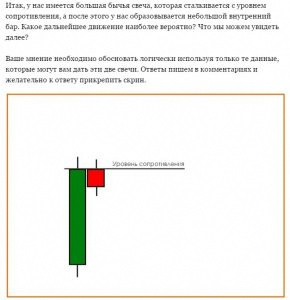 Итак, у нас имеется большая бычья свеча, которая сталкивается с уровнем
сопротивления, а после этого у нас образовывается небольшой внутренний
бар. Какое дальнейшее движение наиболее вероятно? Что мы можем увидеть
далее?
Ваше мнение необходимо обосновать логически используя только те данные,
которые могут вам дать эти две свечи. Ответы пишем в комментариях и
желательно к ответу прикрепить скрин.
Уровень сопротивления